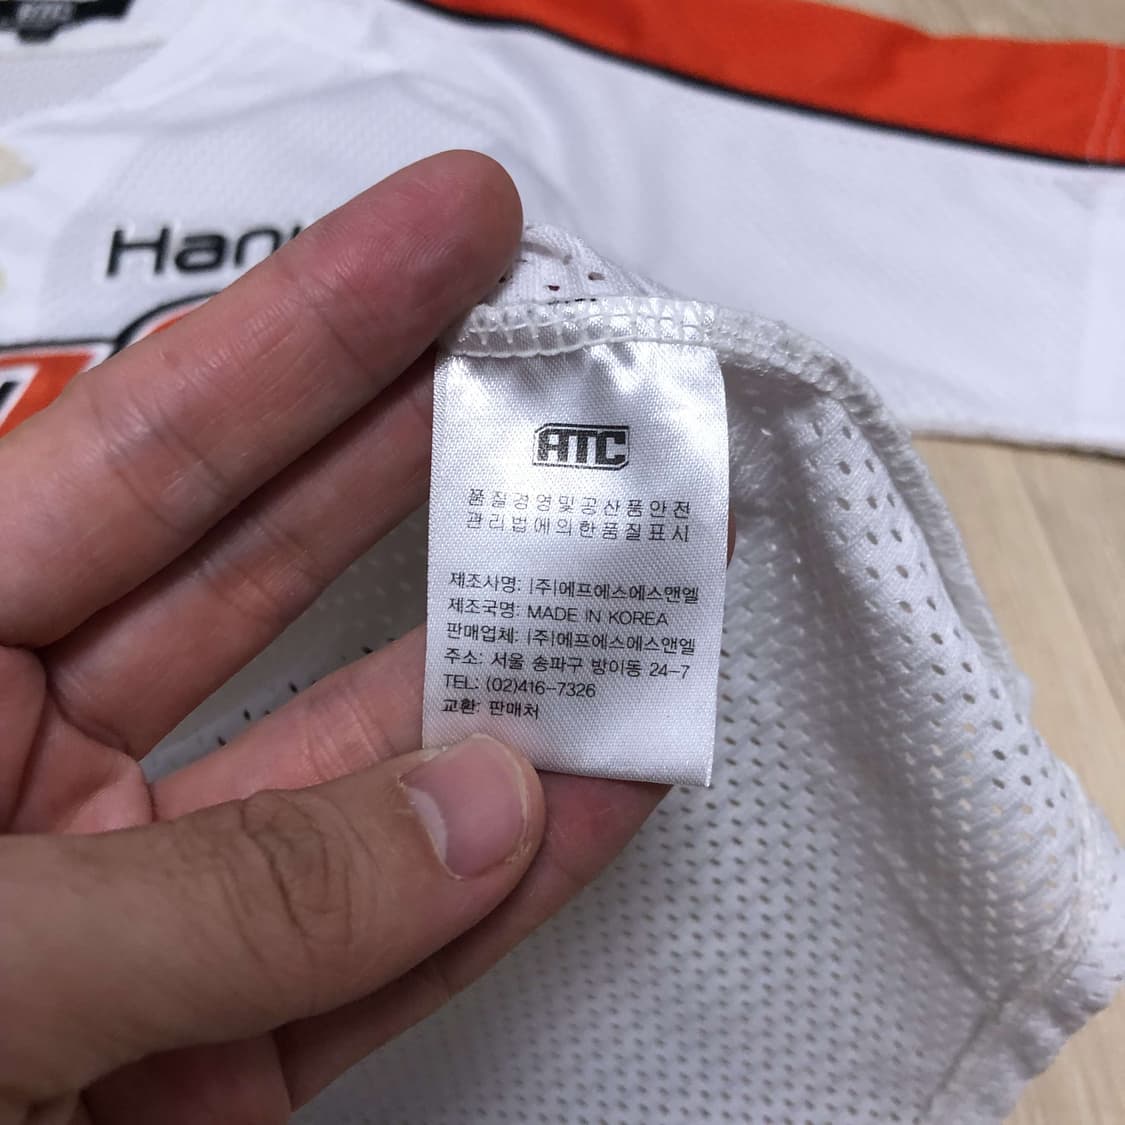 Han
ATC
품질경영및공산품안전
관리법에의한품질표시
제조사명: |주|에프에스에스앤엘
제조국명: MADE IN KOREA
판매업체: |주|에프에스에스앤엘
주소: 서울 송파구 방이동 24-7
TEL: (02)416-7326
교환: 판매처